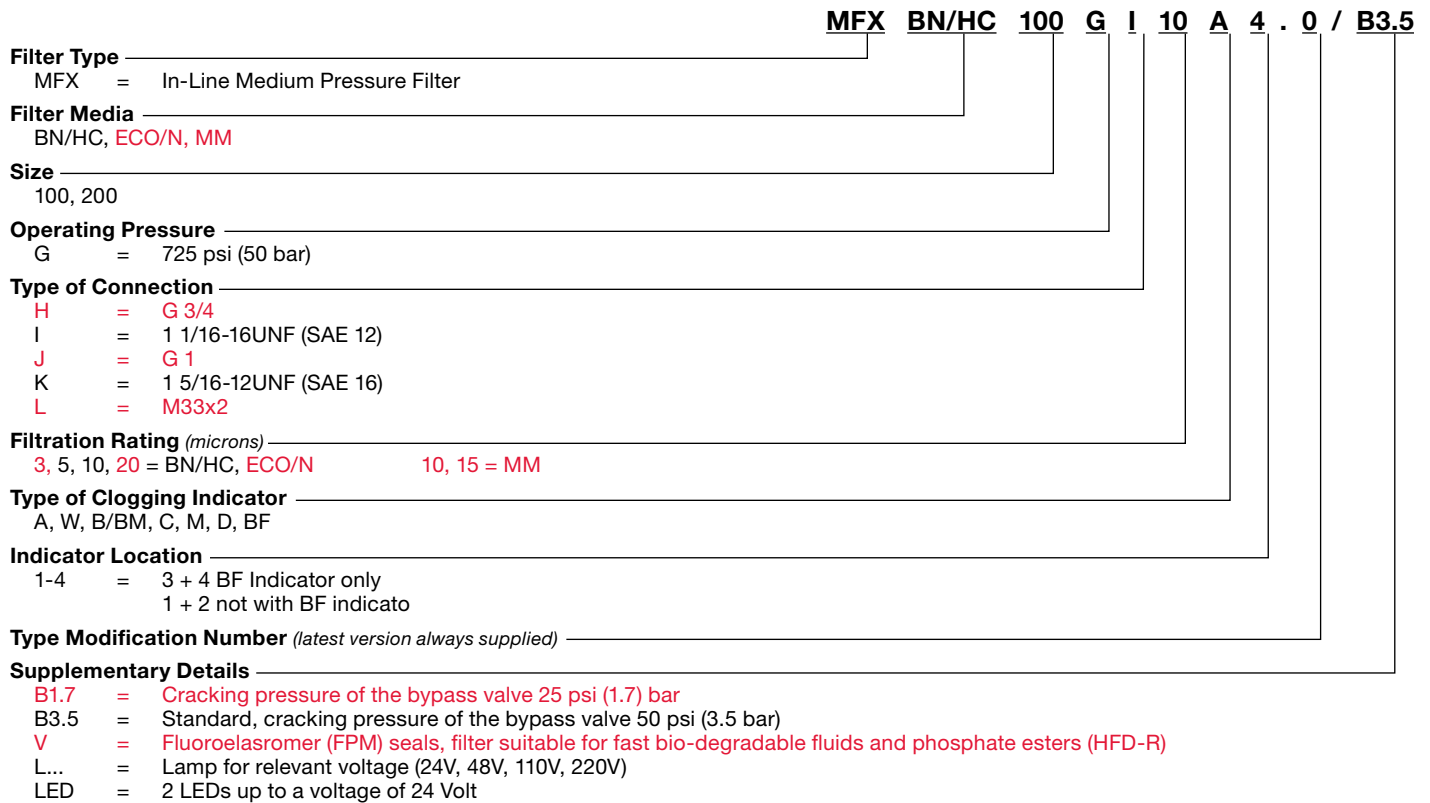 MFX BN/HC 100 G I 10 A 4 . 0 / B3.5
Filter Type
MFX = In-Line Medium Pressure Filter
Filter Media
BN/HC, ECO/N, MM
Size
100, 200
Operating Pressure
G = 725 psi (50 bar)
Type of Connection
H = G 3/4
I = 1 1/16-16UNF (SAE 12)
J = G 1
K = 1 5/16-12UNF (SAE 16)
L = M33x2
Filtration Rating (microns)
3, 5, 10, 20 = BN/HC, ECO/N 10, 15 = MM
Type of Clogging Indicator
A, W, B/BM, C, M, D, BF
Indicator Location
1-4 = 3 + 4 BF Indicator only
1 + 2 not with BF indicato
Type Modification Number (latest version always supplied)
Supplementary Details
B1.7 = Cracking pressure of the bypass valve 25 psi (1.7) bar
B3.5 = Standard, cracking pressure of the bypass valve 50 psi (3.5 bar)
V = Fluoroelasromer (FPM) seals, filter suitable for fast bio-degradable fluids and phosphate esters (HFD-R)
L... = Lamp for relevant voltage (24V, 48V, 110V, 220V)
LED = 2 LEDs up to a voltage of 24 Volt